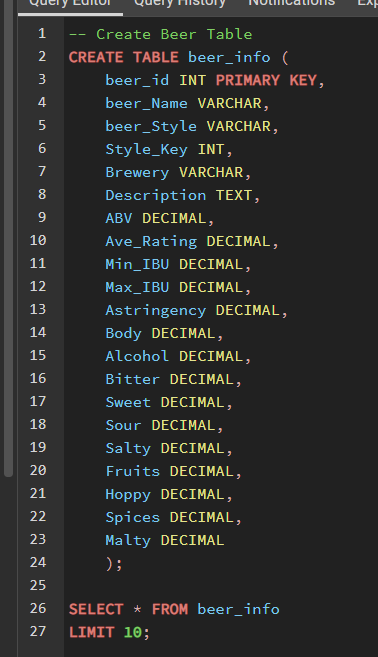 Query Editor Query History Notifications
1 -- Create Beer Table
2 CREATE TABLE beer_info (
3 beer_id INT PRIMARY KEY,
4 beer_Name VARCHAR,
5 beer_Style VARCHAR,
6 Style_Key INT,
7 Brewery VARCHAR,
8 Description TEXT,
9 ABV DECIMAL,
10 Ave_Rating DECIMAL,
11 Min_IBU DECIMAL,
12 Max_IBU DECIMAL,
13 Astringency DECIMAL,
14 Body DECIMAL,
15 Alcohol DECIMAL,
16 Bitter DECIMAL,
17 Sweet DECIMAL,
18 Sour DECIMAL,
19 Salty DECIMAL,
20 Fruits DECIMAL,
21 Hoppy DECIMAL,
22 Spices DECIMAL,
23 Malty DECIMAL
24 );
25
26 SELECT * FROM beer_info
27 LIMIT 10;